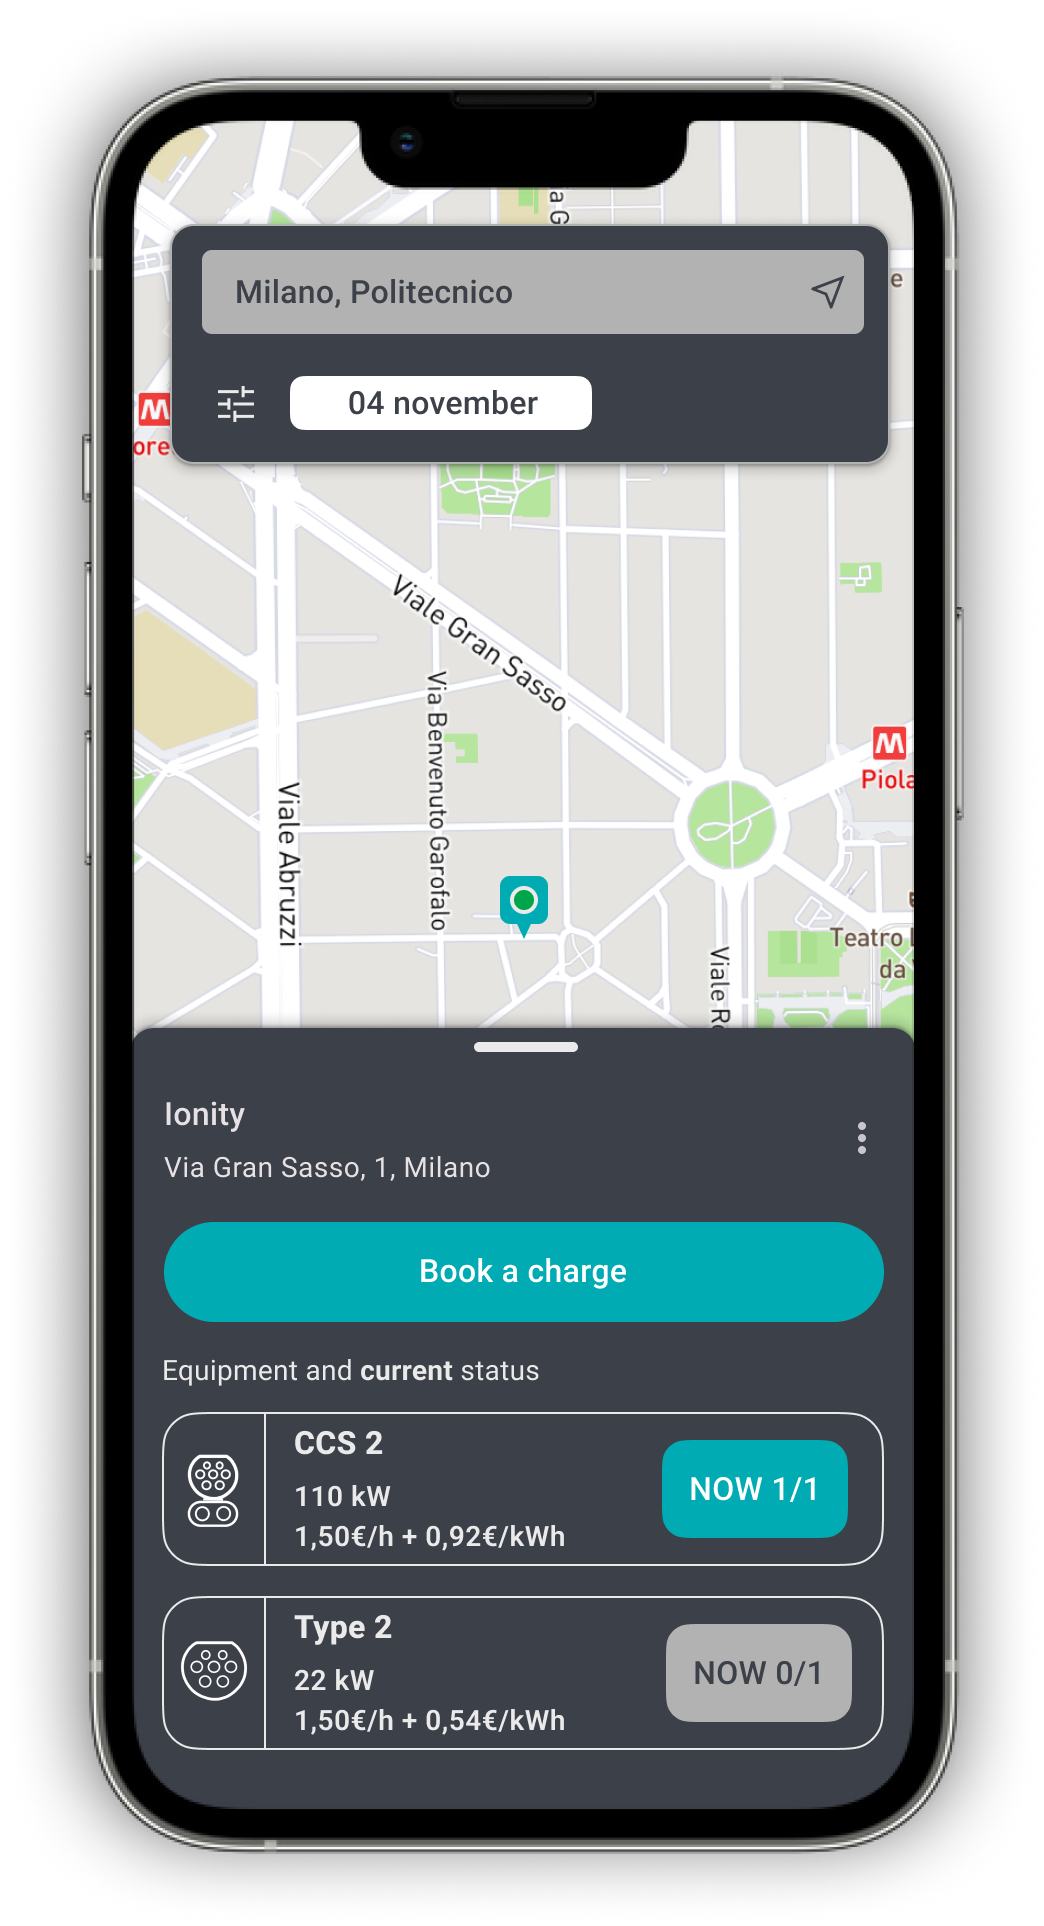 a G
Milano, Politecnico
e
04 november
M
ore
Viale Gran Sasso
Via Benvenuto Garofalo
M
Piola
Viale Abruzzi
Teatro
da
Viale Ro
Ionity
Via Gran Sasso, 1, Milano
Book a charge
Equipment and current status
CCS 2
110 kW
1,50€/h + 0,92€/kWh
NOW 1/1
Type 2
22 kW
1,50€/h + 0,54€/kWh
NOW 0/1